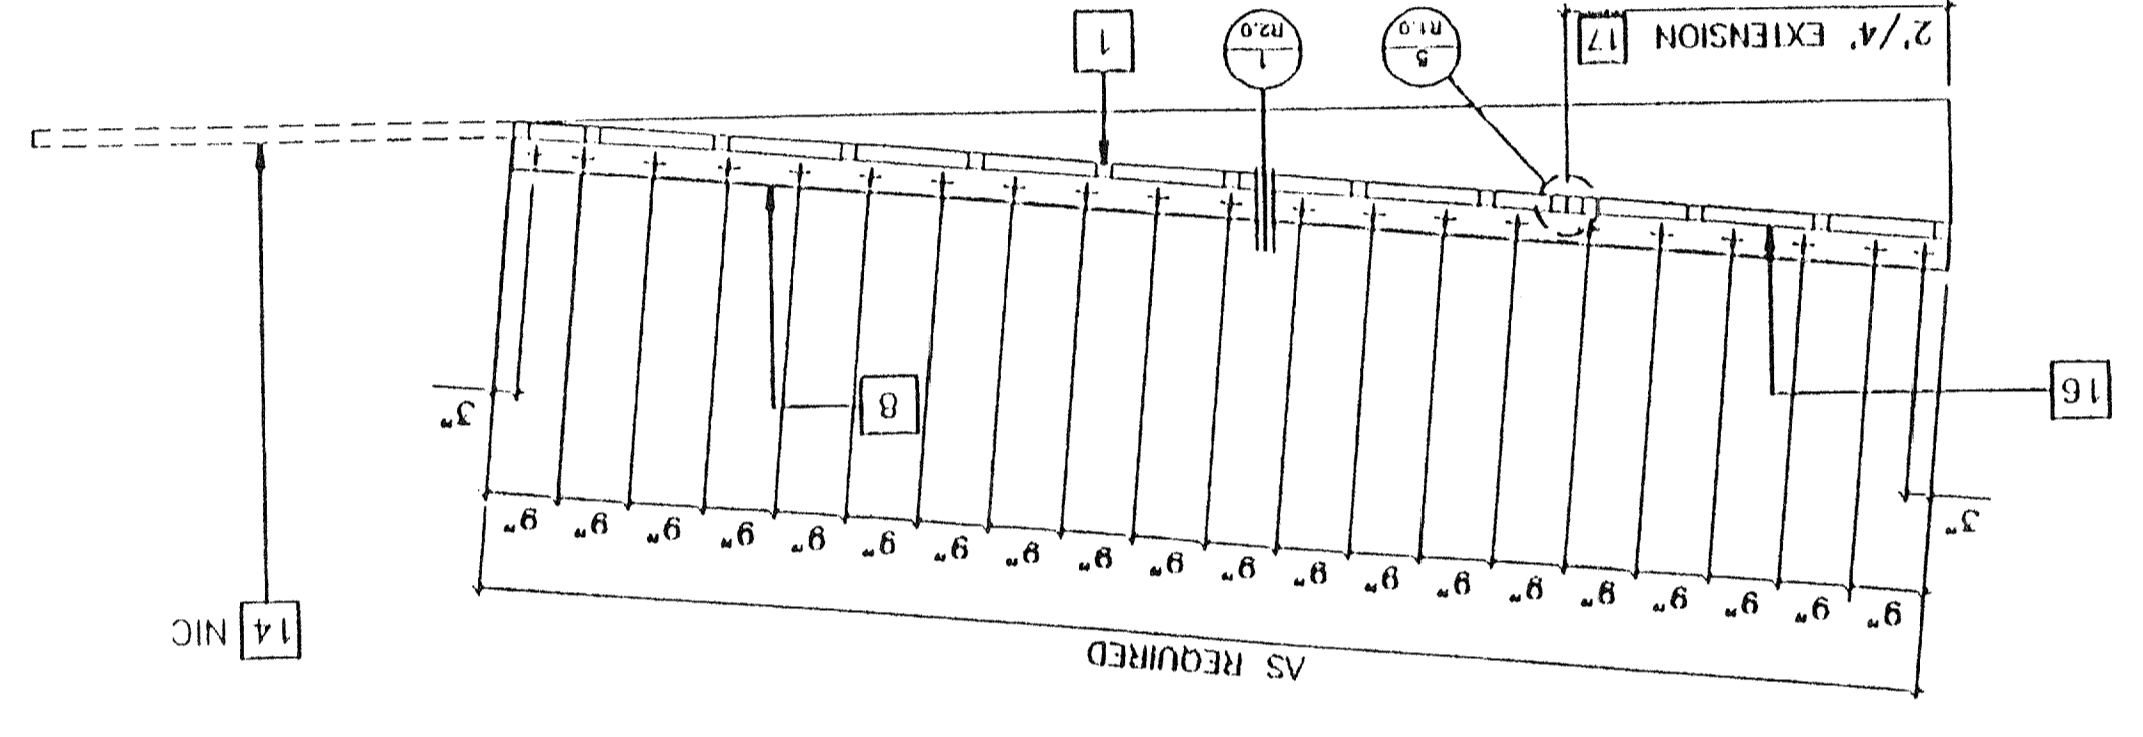 AS REQUIRED
14 NIC
9" 9" 9" 9" 9" 9" 9" 9" 9" 9" 9" 9" 9" 9" 9" 9" 9" 9" 9" 9"
3"
3"
16
8
2'/4' EXTENSION 17
5
R1.0
1
R2.0
1